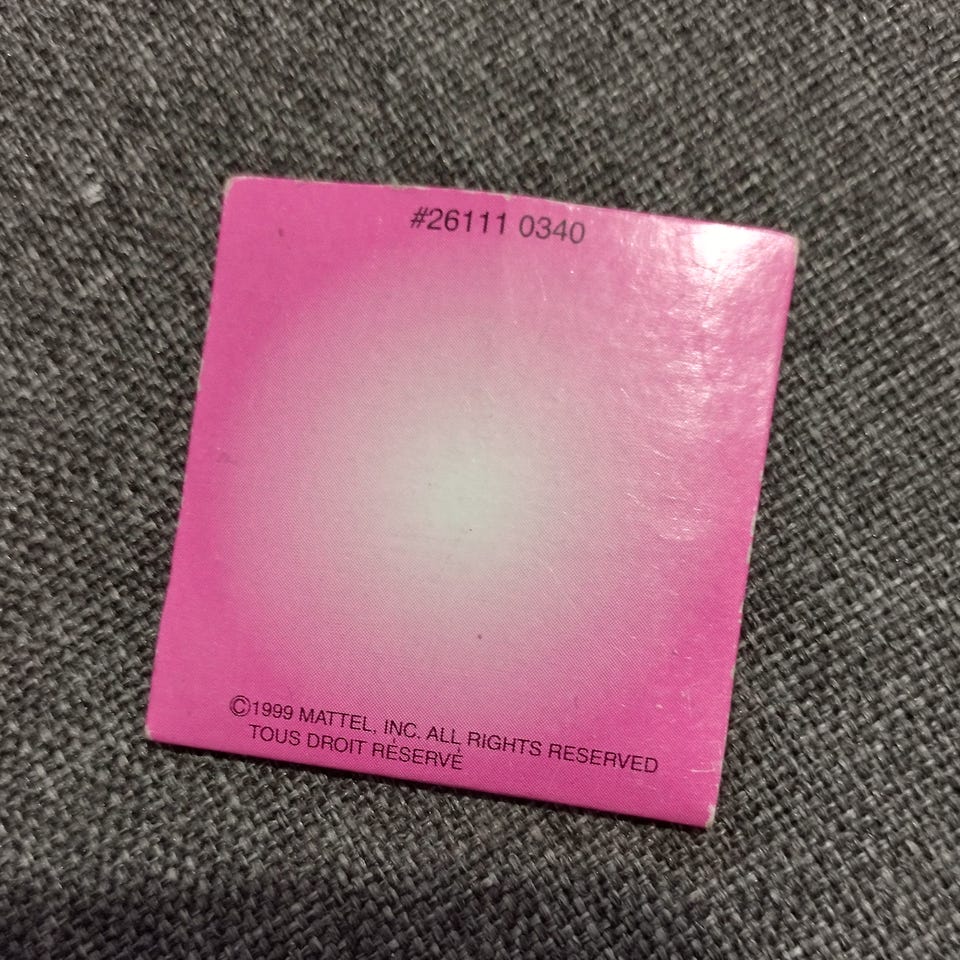 #26111 0340
©1999 MATTEL, INC. ALL RIGHTS RESERVED
TOUS DROIT RÉSERVÉ